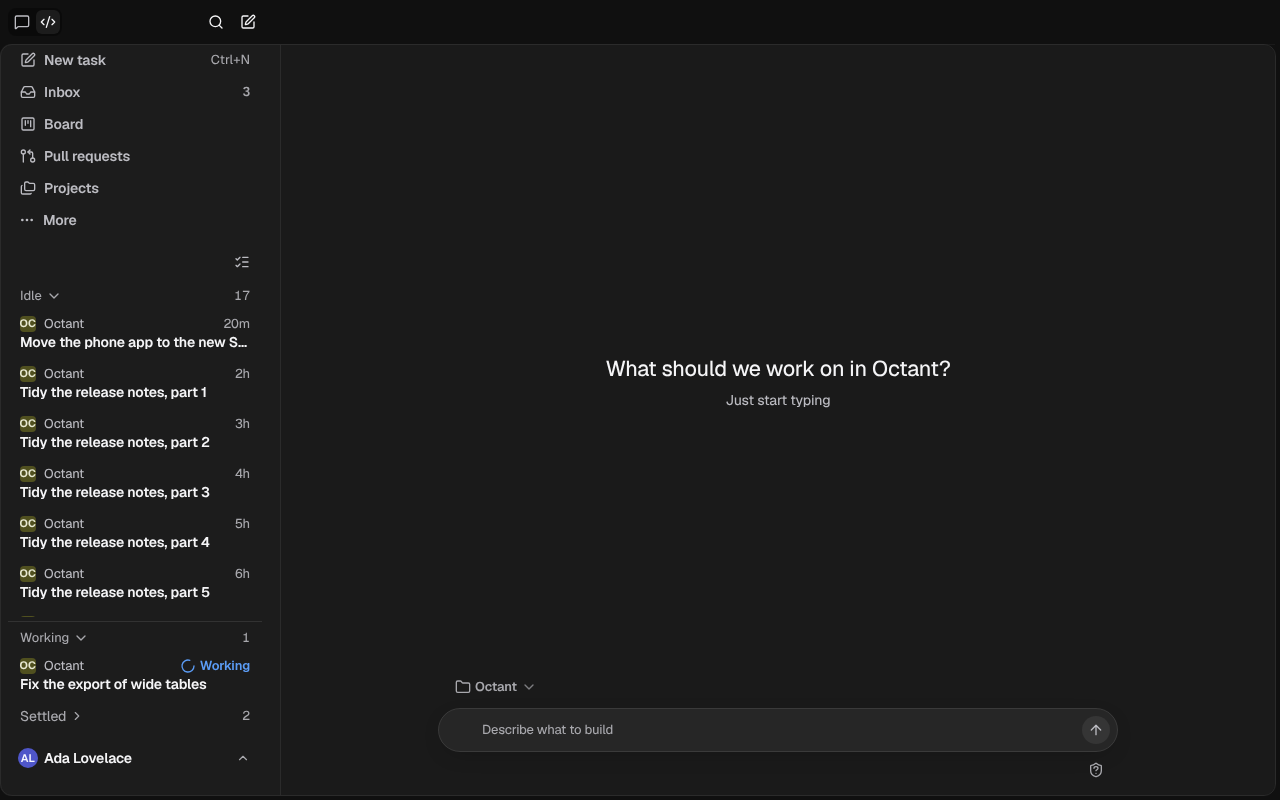 New task Ctrl+N
Inbox 3
Board
Pull requests
Projects
More
Idle 17
OC Octant 20m
Move the phone app to the new S...
OC Octant 2h
Tidy the release notes, part 1
OC Octant 3h
Tidy the release notes, part 2
OC Octant 4h
Tidy the release notes, part 3
OC Octant 5h
Tidy the release notes, part 4
OC Octant 6h
Tidy the release notes, part 5
Working 1
OC Octant Working
Fix the export of wide tables
Settled 2
AL Ada Lovelace
What should we work on in Octant?
Just start typing
Octant
Describe what to build